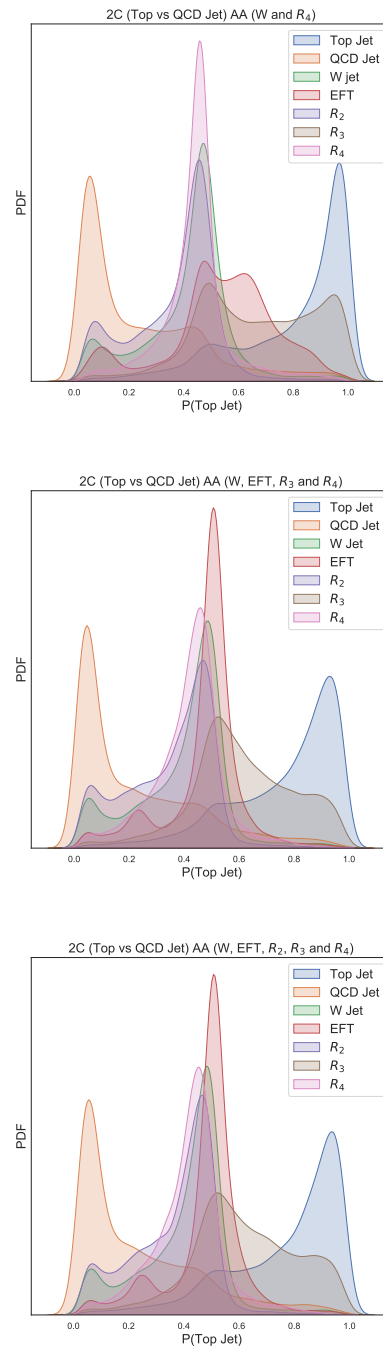 2C (Top vs QCD Jet) AA (W and R₄)
Top Jet
QCD Jet
W jet
EFT
R₂
R₃
R₄
PDF
0.0 0.2 0.4 0.6 0.8 1.0
P(Top Jet)
2C (Top vs QCD Jet) AA (W, EFT, R₃ and R₄)
Top Jet
QCD Jet
W Jet
EFT
R₂
R₃
R₄
PDF
0.0 0.2 0.4 0.6 0.8 1.0
P(Top Jet)
2C (Top vs QCD Jet) AA (W, EFT, R₂, R₃ and R₄)
Top Jet
QCD Jet
W Jet
EFT
R₂
R₃
R₄
PDF
0.0 0.2 0.4 0.6 0.8 1.0
P(Top Jet)